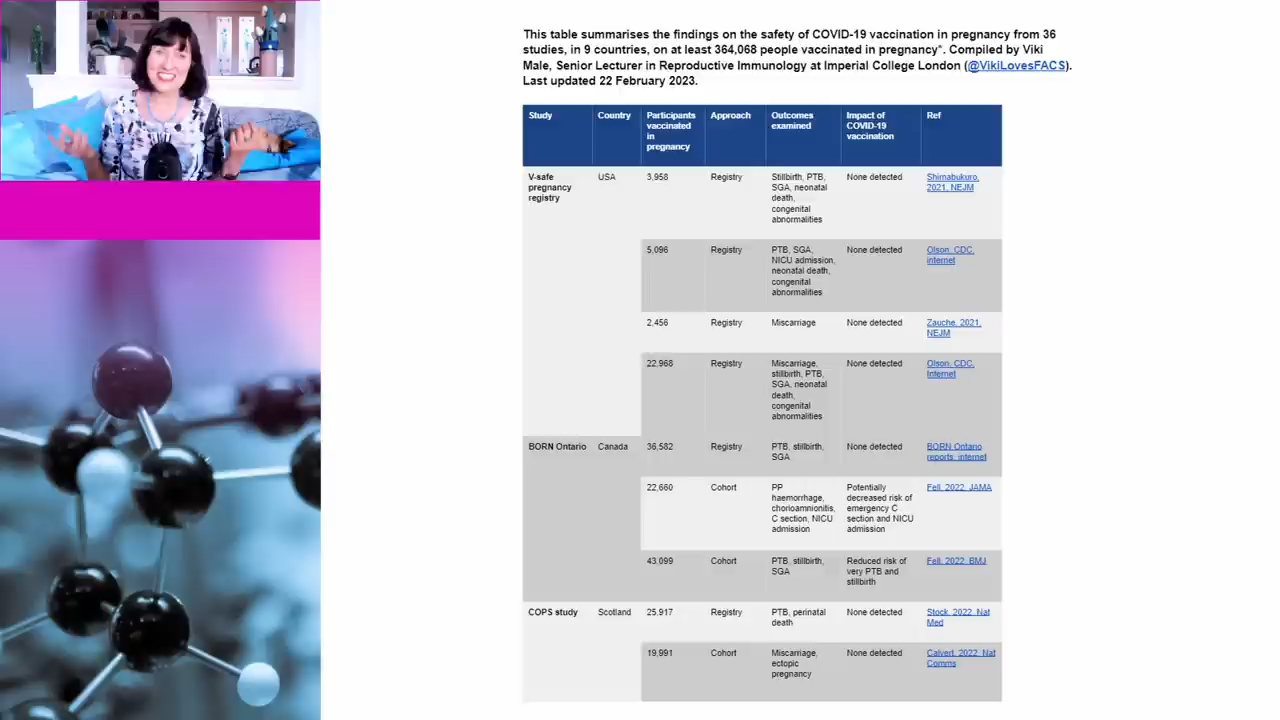 This table summarises the findings on the safety of COVID-19 vaccination in pregnancy from 36
studies, in 9 countries, on at least 364,068 people vaccinated in pregnancy*. Compiled by Viki
Male, Senior Lecturer in Reproductive Immunology at Imperial College London (@VikiLovesFACS).
Last updated 22 February 2023.
Study
Country
Participants
vaccinated
in
pregnancy
Approach
Outcomes
examined
Impact of
COVID-19
vaccination
Ref
V-safe
pregnancy
registry
USA
3,958
Registry
Stillbirth, PTB,
SGA, neonatal
death,
congenital
abnormalities
None detected
Shimabukuro,
2021, NEJM
5,096
Registry
PTB, SGA,
NICU admission,
neonatal death,
congenital
abnormalities
None detected
Olson, CDC,
internet
2,456
Registry
Miscarriage
None detected
Zauche, 2021,
NEJM
22,968
Registry
Miscarriage,
stillbirth, PTB,
SGA, neonatal
death,
congenital
abnormalities
None detected
Olson, CDC,
Internet
BORN Ontario
Canada
36,582
Registry
PTB, stillbirth,
SGA
None detected
BORN Ontario
reports, internet
22,660
Cohort
PP
haemorrhage,
chorioamnionitis,
C section, NICU
admission
Potentially
decreased risk of
emergency C
section and NICU
admission
Fell, 2022, JAMA
43,099
Cohort
PTB, stillbirth,
SGA
Reduced risk of
very PTB and
stillbirth
Fell, 2022, BMJ
COPS study
Scotland
25,917
Registry
PTB, perinatal
death
None detected
Stock, 2022, Nat
Med
19,991
Cohort
Miscarriage,
ectopic
pregnancy
None detected
Calvert, 2022, Nat
Comms